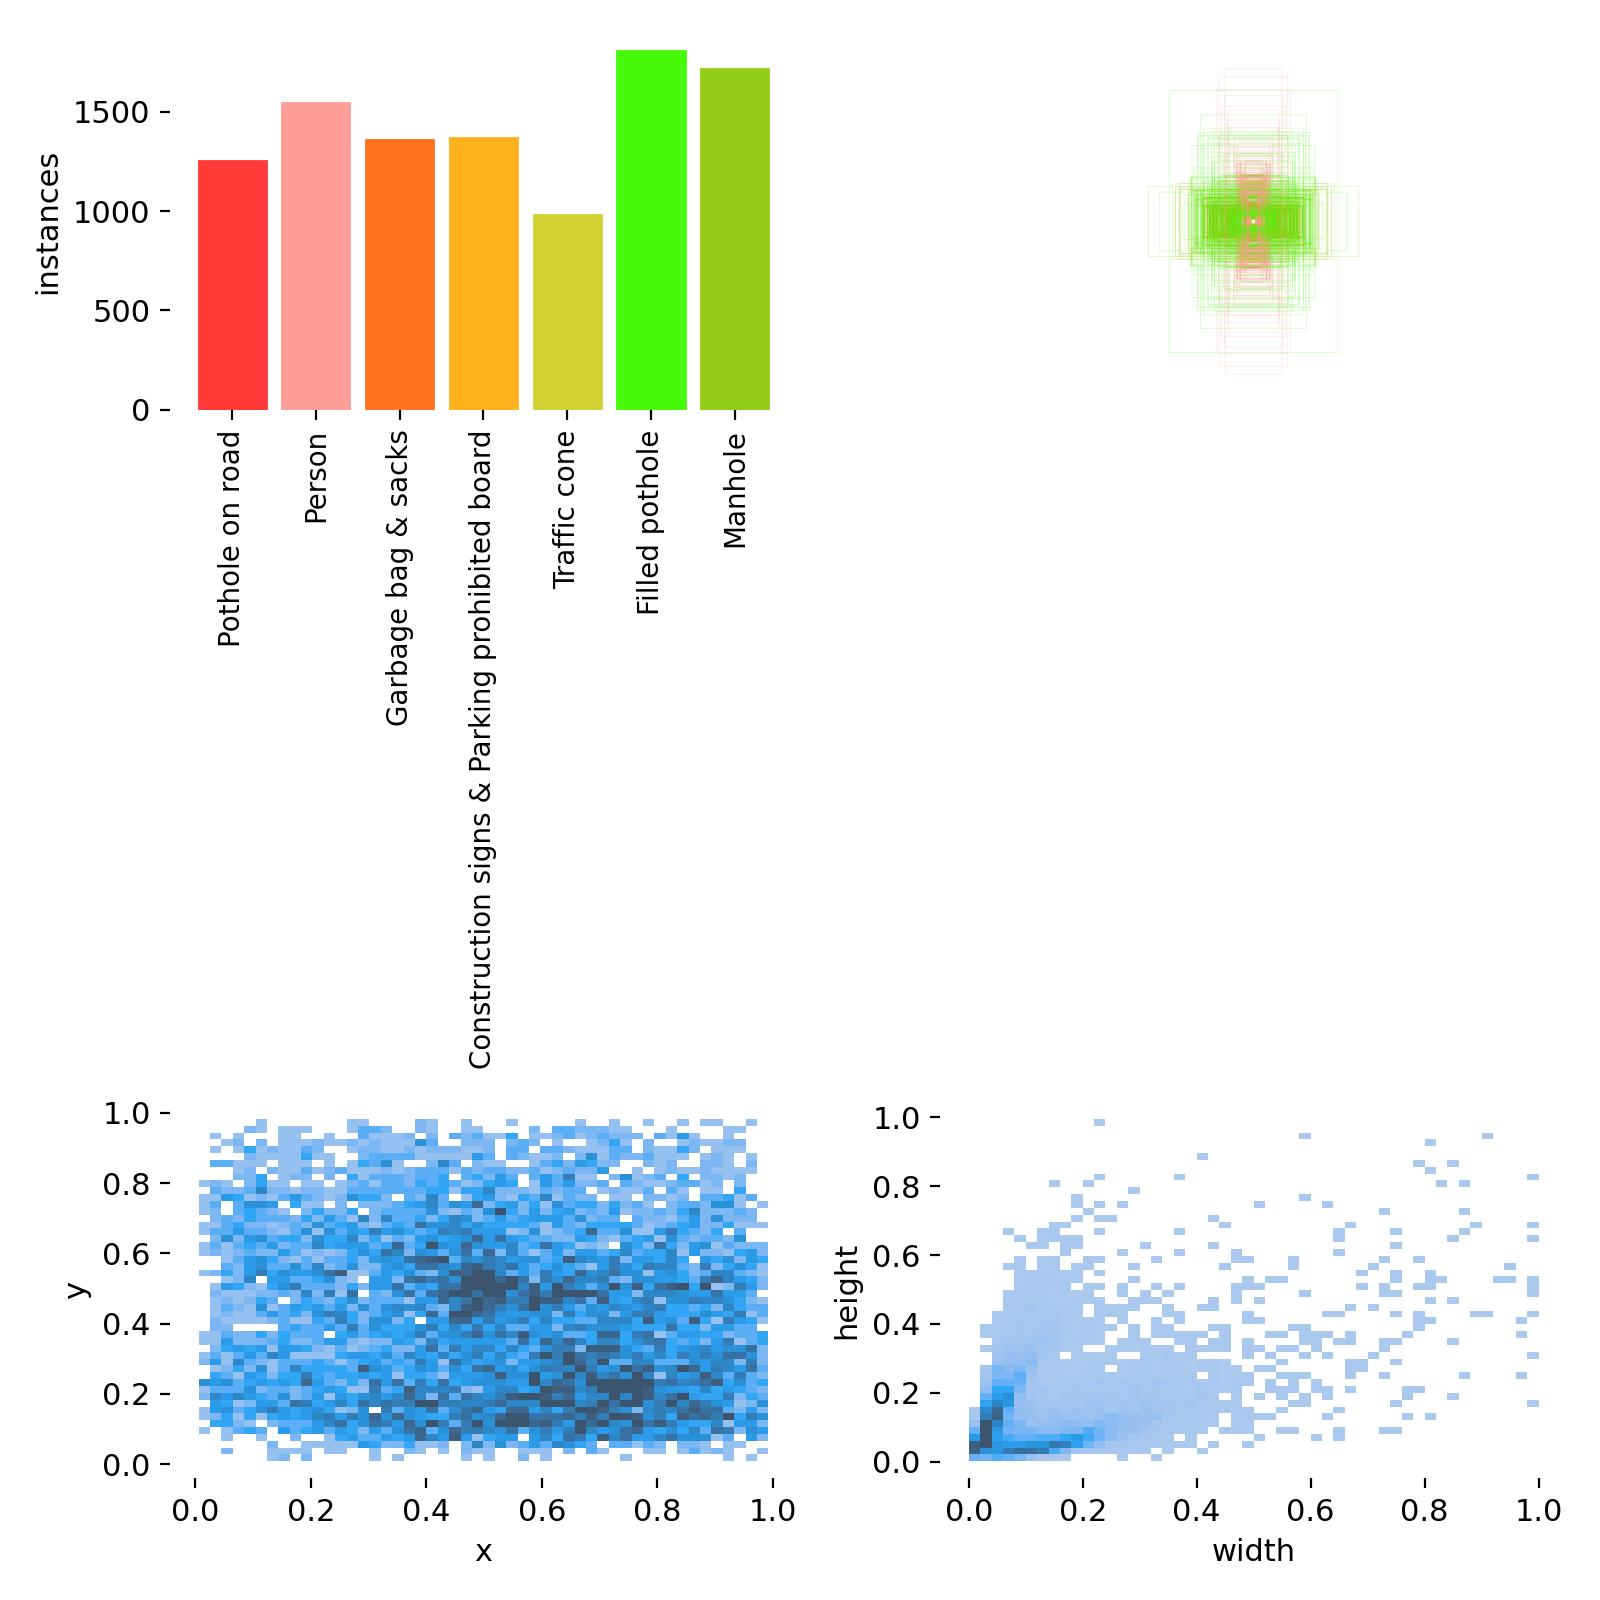 instances
1500
1000
500
0
Pothole on road
Person
Garbage bag & sacks
Construction signs & Parking prohibited board
Traffic cone
Filled pothole
Manhole
y
1.0
0.8
0.6
0.4
0.2
0.0
0.0 0.2 0.4 0.6 0.8 1.0
x
height
1.0
0.8
0.6
0.4
0.2
0.0
0.0 0.2 0.4 0.6 0.8 1.0
width